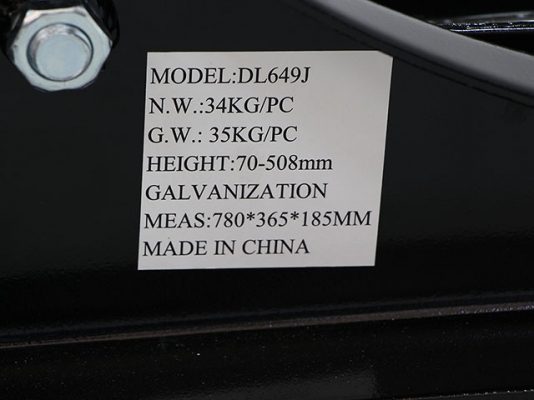 MODEL:DL649J
N.W.:34KG/PC
G.W.: 35KG/PC
HEIGHT:70-508mm
GALVANIZATION
MEAS:780*365*185MM
MADE IN CHINA